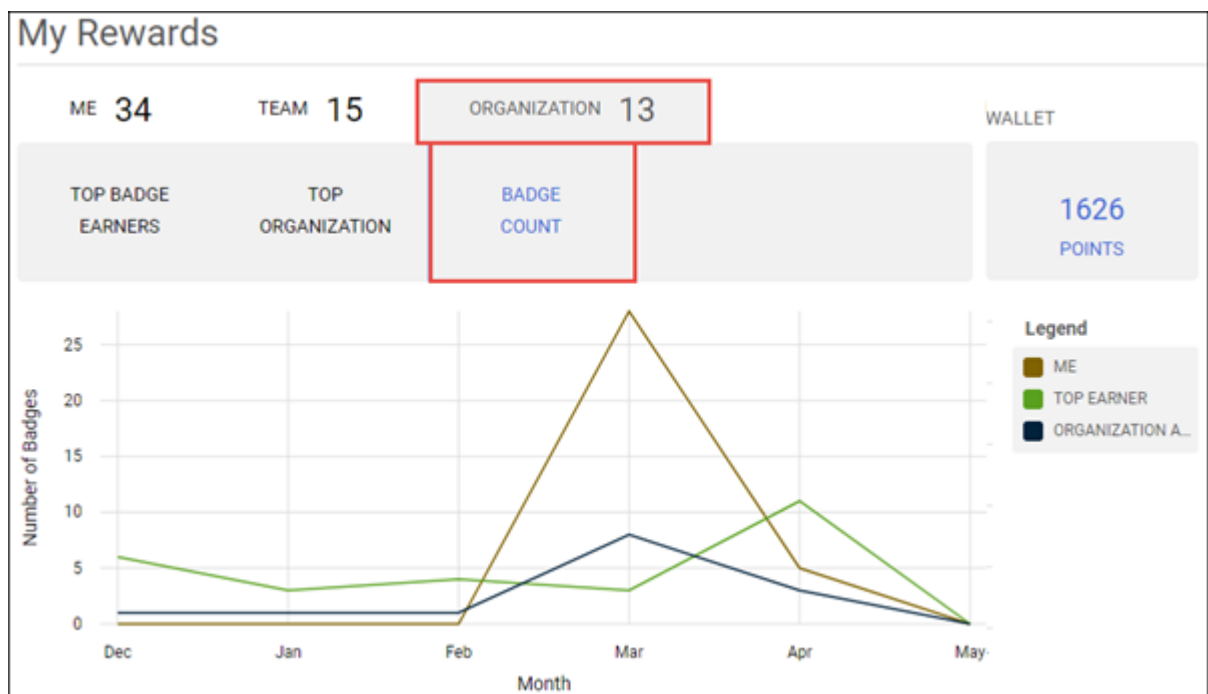 My Rewards
ME 34 TEAM 15 ORGANIZATION 13
WALLET
TOP BADGE
EARNERS
TOP
ORGANIZATION
BADGE
COUNT
1626
POINTS
Number of Badges
25
20
15
10
5
0
Dec Jan Feb Mar Apr May
Month
Legend
ME
TOP EARNER
ORGANIZATION A...